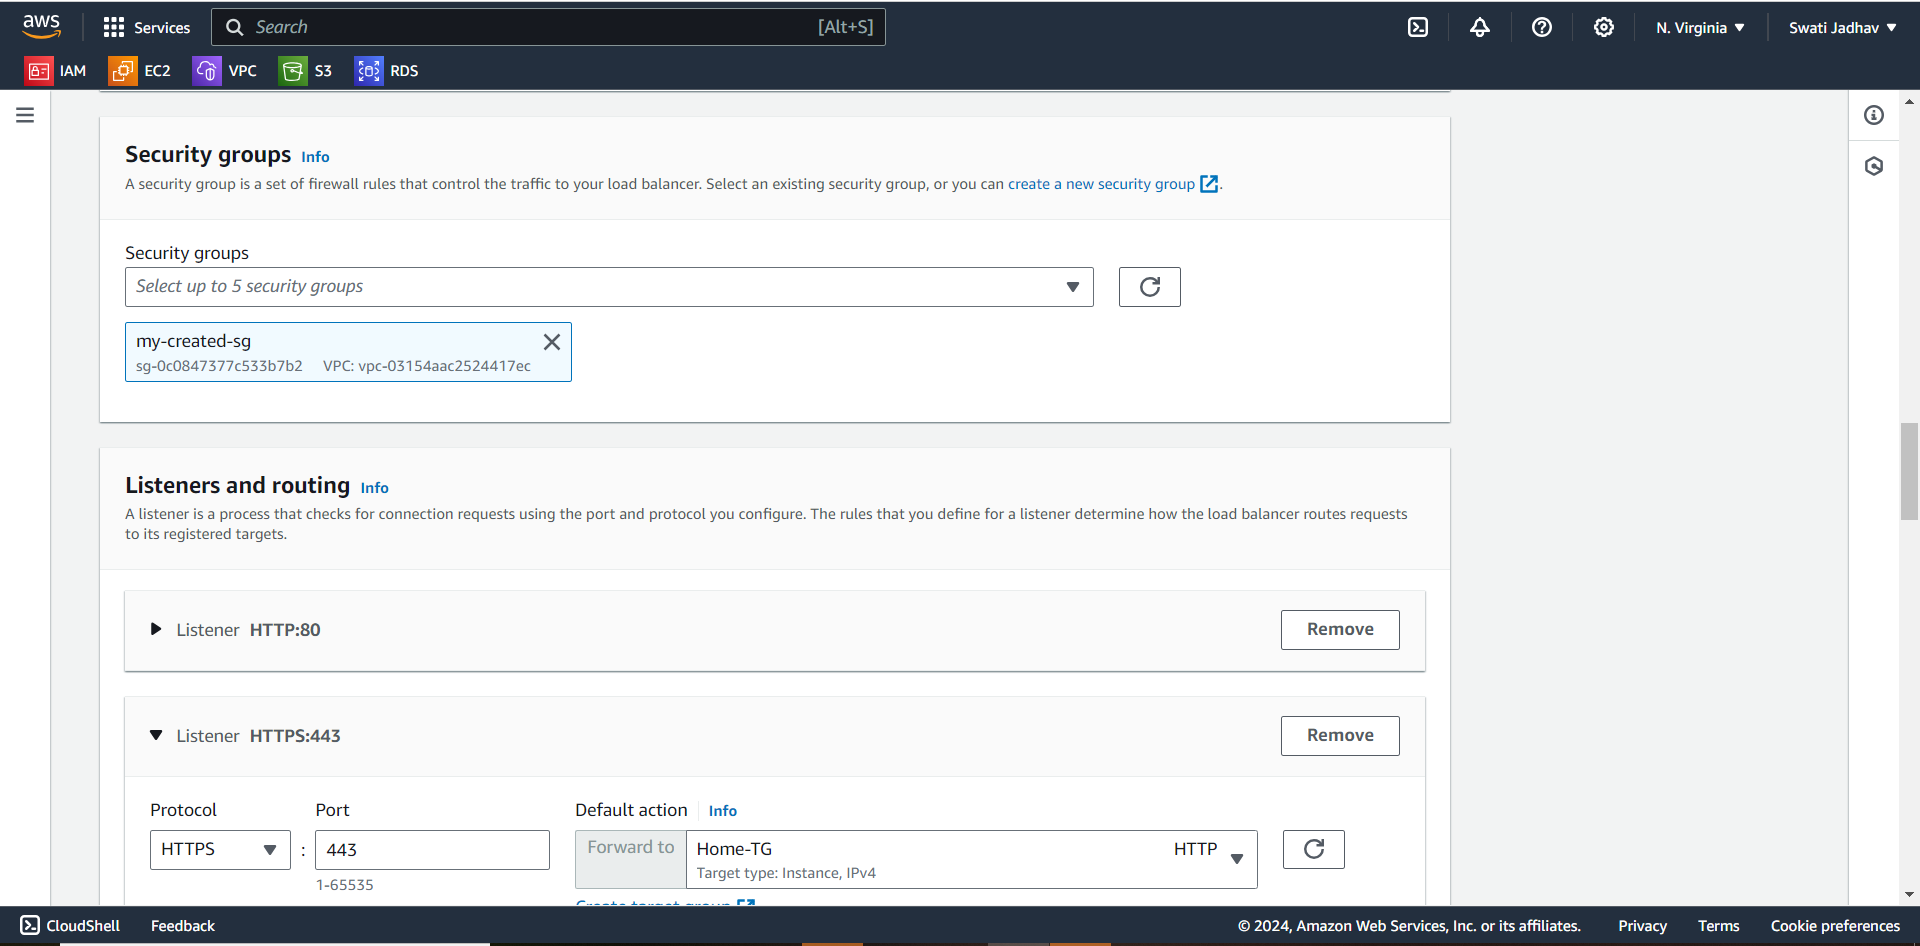 aws
Services
Search
[Alt+S]
N. Virginia
Swati Jadhav
IAM
EC2
VPC
S3
RDS
Security groups Info
A security group is a set of firewall rules that control the traffic to your load balancer. Select an existing security group, or you can create a new security group.
Security groups
Select up to 5 security groups
my-created-sg
sg-0c0847377c533b7b2 VPC: vpc-03154aac2524417ec
Listeners and routing Info
A listener is a process that checks for connection requests using the port and protocol you configure. The rules that you define for a listener determine how the load balancer routes requests
to its registered targets.
Listener HTTP:80
Remove
Listener HTTPS:443
Remove
Protocol
Port
Default action Info
HTTPS
:
443
Forward to
Home-TG
HTTP
Target type: Instance, IPv4
1-65535
Create target group
CloudShell
Feedback
© 2024, Amazon Web Services, Inc. or its affiliates.
Privacy
Terms
Cookie preferences